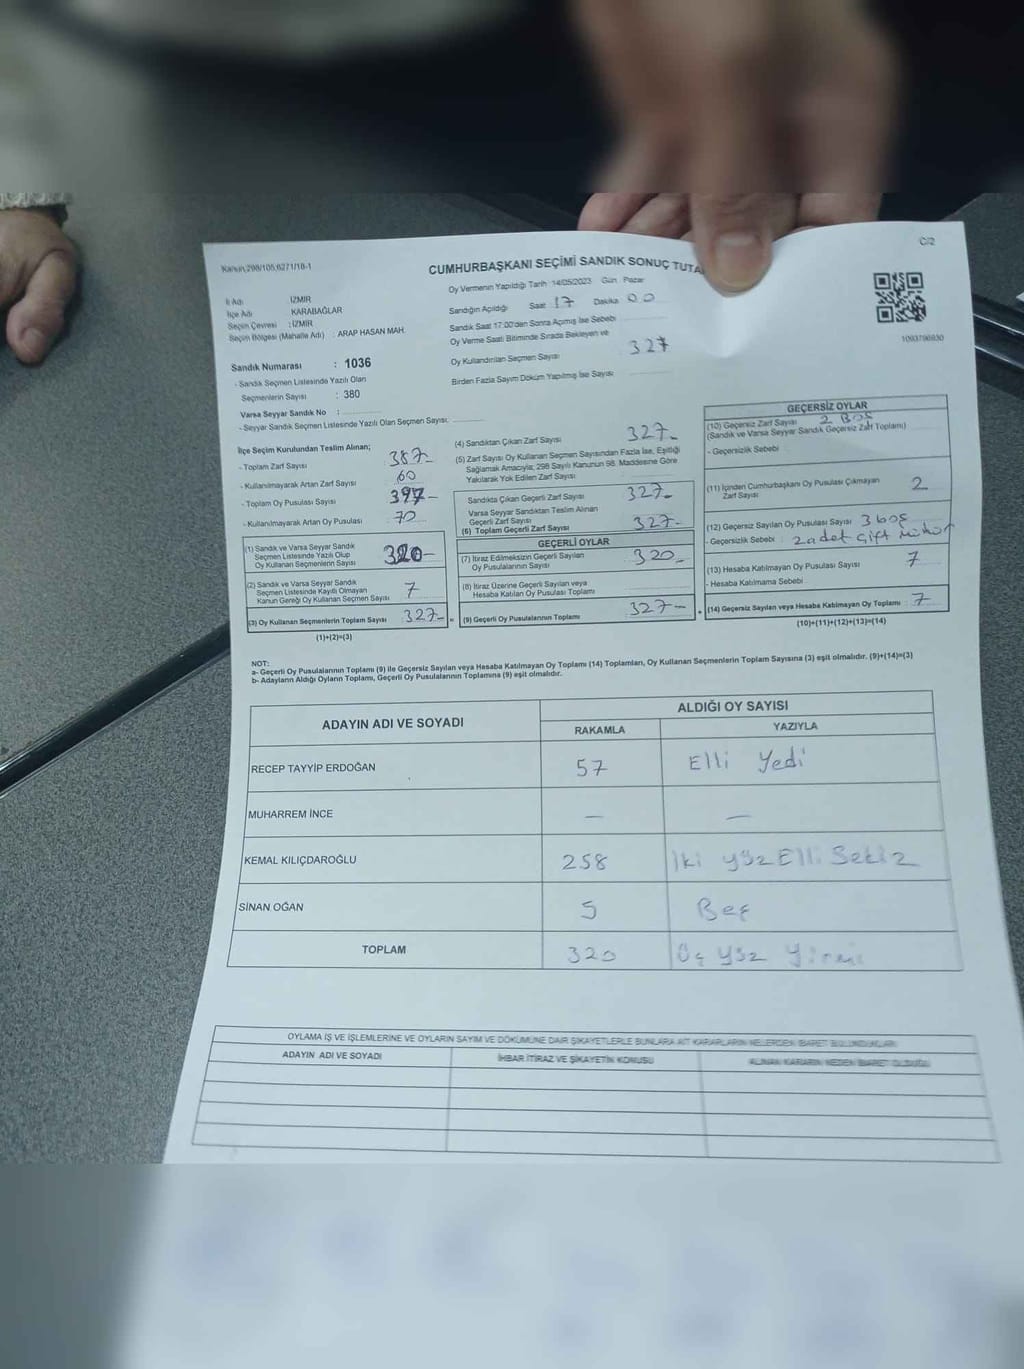 Kanun,298/105,6271/18-1
C/2
CUMHURBAŞKANI SEÇİMİ SANDIK SONUÇ TUTA
Oy Vermenin Yapıldığı Tarih 14/05/2023 Gün Pazar
İl Adı : İZMİR
Sandığın Açıldığı Saat 17 Dakika 00
İlçe Adı KARABAĞLAR
Seçim Çevresi : İZMİR
Sandık Saat 17:00'den Sonra Açılmış İse Sebebi
Seçim Bölgesi (Mahalle Adı) : ARAP HASAN MAH.
Oy Verme Saati Bitiminde Sırada Bekleyen ve
1093796930
Oy Kullandırılan Seçmen Sayısı 327
Sandık Numarası : 1036
Birden Fazla Sayım Döküm Yapılmış İse Sayısı
- Sandık Seçmen Listesinde Yazılı Olan
Seçmenlerin Sayısı : 380
Varsa Seyyar Sandık No :
- Seyyar Sandık Seçmen Listesinde Yazılı Olan Seçmen Sayısı:
İlçe Seçim Kurulundan Teslim Alınan;
- Toplam Zarf Sayısı 387-
- Kullanılmayarak Artan Zarf Sayısı 60
- Toplam Oy Pusulası Sayısı 397-
- Kullanılmayarak Artan Oy Pusulası 70
(1) Sandık ve Varsa Seyyar Sandık
Seçmen Listesinde Yazılı Olup
Oy Kullanan Seçmenlerin Sayısı 320-
(2) Sandık ve Varsa Seyyar Sandık
Seçmen Listesinde Kayıtlı Olmayan
Kanun Gereği Oy Kullanan Seçmen Sayısı 7
(3) Oy Kullanan Seçmenlerin Toplam Sayısı 327- =
(1)+(2)=(3)
(4) Sandıktan Çıkan Zarf Sayısı 327-
(5) Zarf Sayısı Oy Kullanan Seçmen Sayısından Fazla İse, Eşitliği
Sağlamak Amacıyla; 298 Sayılı Kanunun 98. Maddesine Göre
Yakılarak Yok Edilen Zarf Sayısı
Sandıkta Çıkan Geçerli Zarf Sayısı 327-
Varsa Seyyar Sandıktan Teslim Alınan
Geçerli Zarf Sayısı
(6) Toplam Geçerli Zarf Sayısı 327-
GEÇERLİ OYLAR
(7) İtiraz Edilmeksizin Geçerli Sayılan
Oy Pusulalarının Sayısı 320-
(8) İtiraz Üzerine Geçerli Sayılan veya
Hesaba Katılan Oy Pusulası Toplamı
(9) Geçerli Oy Pusulalarının Toplamı 327- +
GEÇERSİZ OYLAR
(10) Geçersiz Zarf Sayısı 2 BOŞ
(Sandık ve Varsa Seyyar Sandık Geçersiz Zarf Toplamı)
- Geçersizlik Sebebi
(11) İçinden Cumhurbaşkanı Oy Pusulası Çıkmayan
Zarf Sayısı 2
(12) Geçersiz Sayılan Oy Pusulası Sayısı 3 boş
- Geçersizlik Sebebi : 2 adet çift mühür
(13) Hesaba Katılmayan Oy Pusulası Sayısı 7
- Hesaba Katılmama Sebebi
(14) Geçersiz Sayılan veya Hesaba Katılmayan Oy Toplamı : 7
(10)+(11)+(12)+(13)=(14)
NOT:
a- Geçerli Oy Pusulalarının Toplamı (9) ile Geçersiz Sayılan veya Hesaba Katılmayan Oy Toplamı (14) Toplamları, Oy Kullanan Seçmenlerin Toplam Sayısına (3) eşit olmalıdır. (9)+(14)=(3)
b- Adayların Aldığı Oyların Toplamı, Geçerli Oy Pusulalarının Toplamına (9) eşit olmalıdır.
ADAYIN ADI VE SOYADI
ALDIĞI OY SAYISI
RAKAMLA YAZIYLA
RECEP TAYYİP ERDOĞAN 57 Elli Yedi
MUHARREM İNCE — —
KEMAL KILIÇDAROĞLU 258 İki yüz Elli Sekiz
SİNAN OĞAN 5 Beş
TOPLAM 320 Üç yüz yirmi
OYLAMA İŞ VE İŞLEMLERİNE VE OYLARIN SAYIM VE DÖKÜMÜNE DAİR ŞİKAYETLERLE BUNLARA AİT KARARLARIN NELERDEN İBARET BULUNDUKLARI
ADAYIN ADI VE SOYADI İHBAR İTİRAZ VE ŞİKAYETİN KONUSU ALINAN KARARIN NEDEN İBARET OLDUĞU